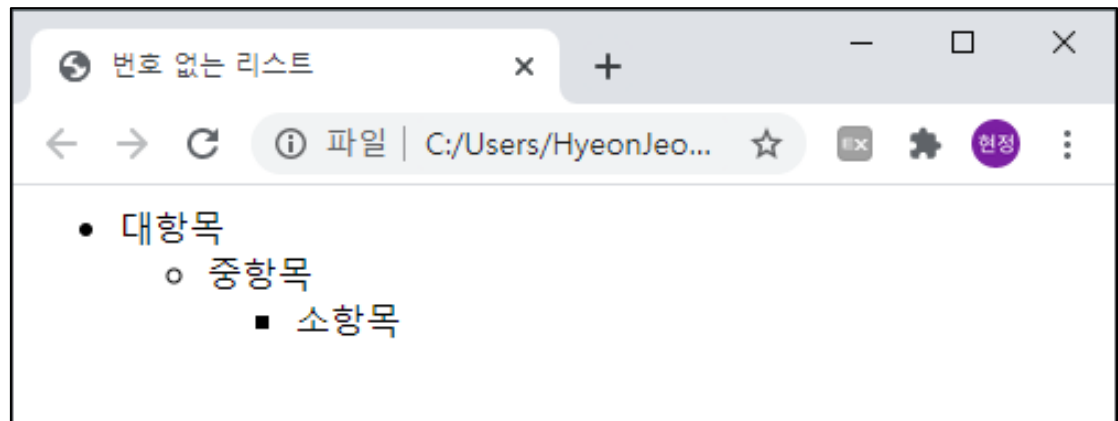 번호 없는 리스트
파일 | C:/Users/HyeonJeo...
EX
현정
대항목
중항목
소항목